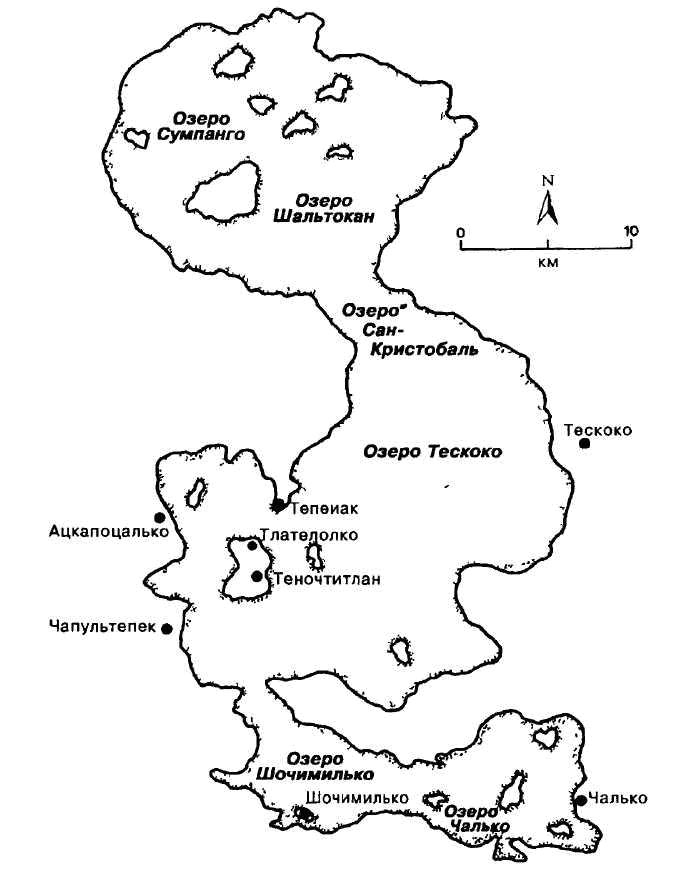 Озеро
Сумпанго
Озеро
Шальтокан
N
0
10
КМ
Озеро
Сан-
Кристобаль
Тескоко
Озеро Тескоко
Тепеиак
Ацкапоцалько
Тлателолко
Теночтитлан
Чапультепек
Озеро
Шочимилько
Шочимилько
Озеро
Чалько
Чалько